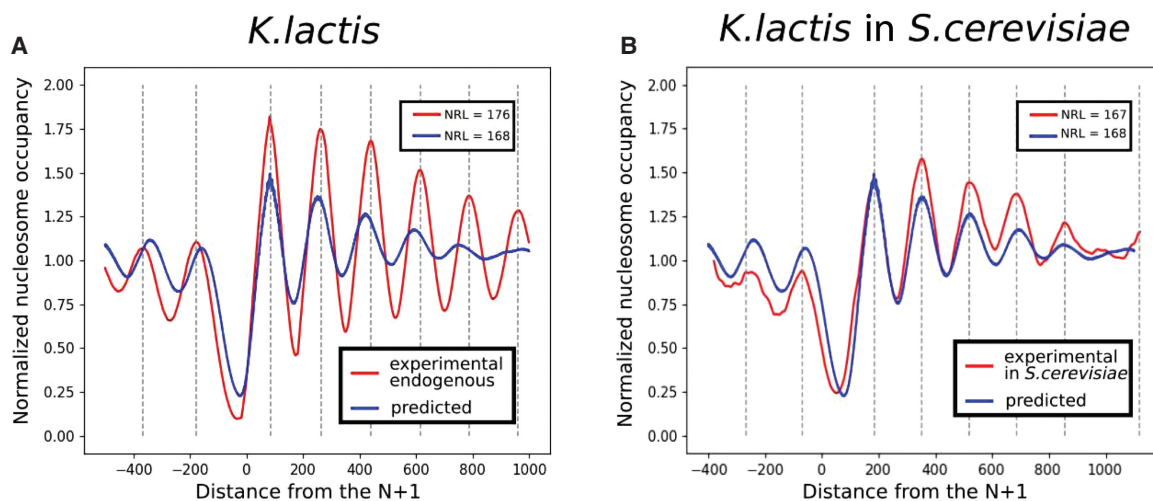 K.lactis
A
Normalized nucleosome occupancy
2.00
1.75
1.50
1.25
1.00
0.75
0.50
0.25
0.00
NRL = 176
NRL = 168
experimental
endogenous
predicted
−400 −200 0 200 400 600 800 1000
Distance from the N+1
K.lactis in S.cerevisiae
B
Normalized nucleosome occupancy
2.00
1.75
1.50
1.25
1.00
0.75
0.50
0.25
0.00
NRL = 167
NRL = 168
experimental
in S.cerevisiae
predicted
−400 −200 0 200 400 600 800 1000
Distance from the N+1